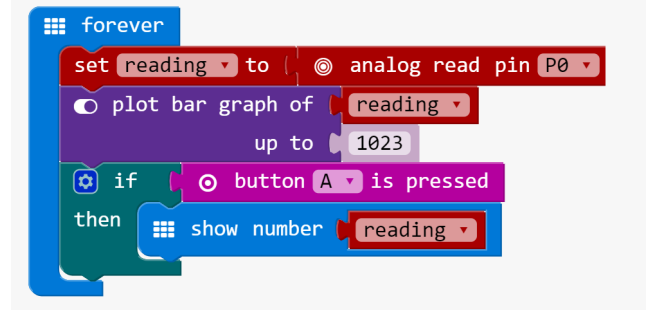 forever
set reading to analog read pin P0
plot bar graph of reading
up to 1023
if button A is pressed
then show number reading